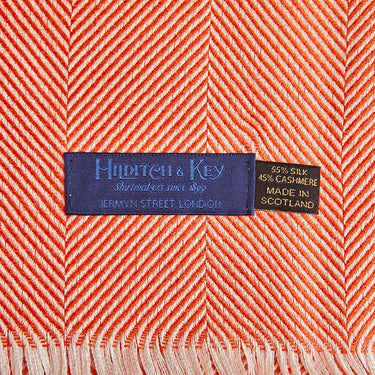 HILDITCH & KEY
Shirtmakers since 1899
JERMYN STREET LONDON
55% SILK
45% CASHMERE
MADE IN
SCOTLAND